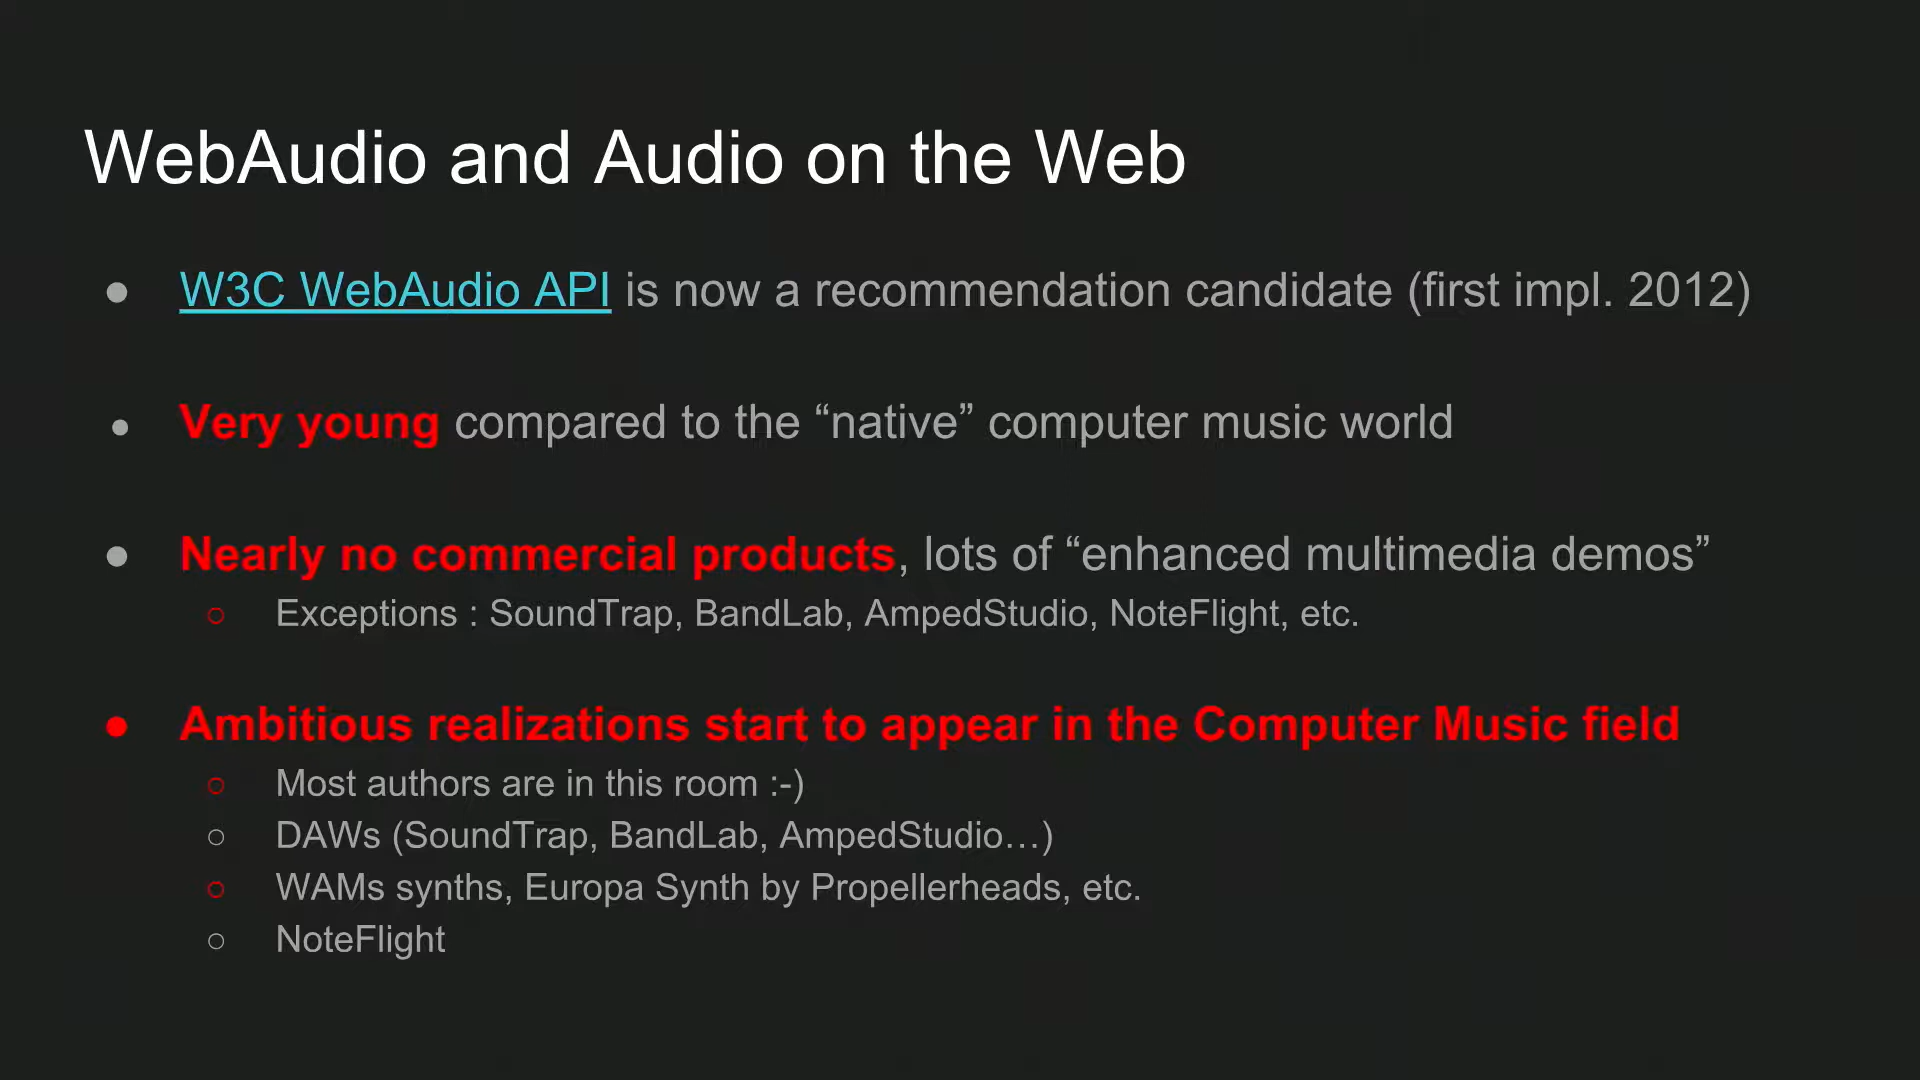 WebAudio and Audio on the Web
● W3C WebAudio API is now a recommendation candidate (first impl. 2012)
● Very young compared to the “native” computer music world
● Nearly no commercial products, lots of “enhanced multimedia demos”
○ Exceptions : SoundTrap, BandLab, AmpedStudio, NoteFlight, etc.
● Ambitious realizations start to appear in the Computer Music field
○ Most authors are in this room :-)
○ DAWs (SoundTrap, BandLab, AmpedStudio…)
○ WAMs synths, Europa Synth by Propellerheads, etc.
○ NoteFlight